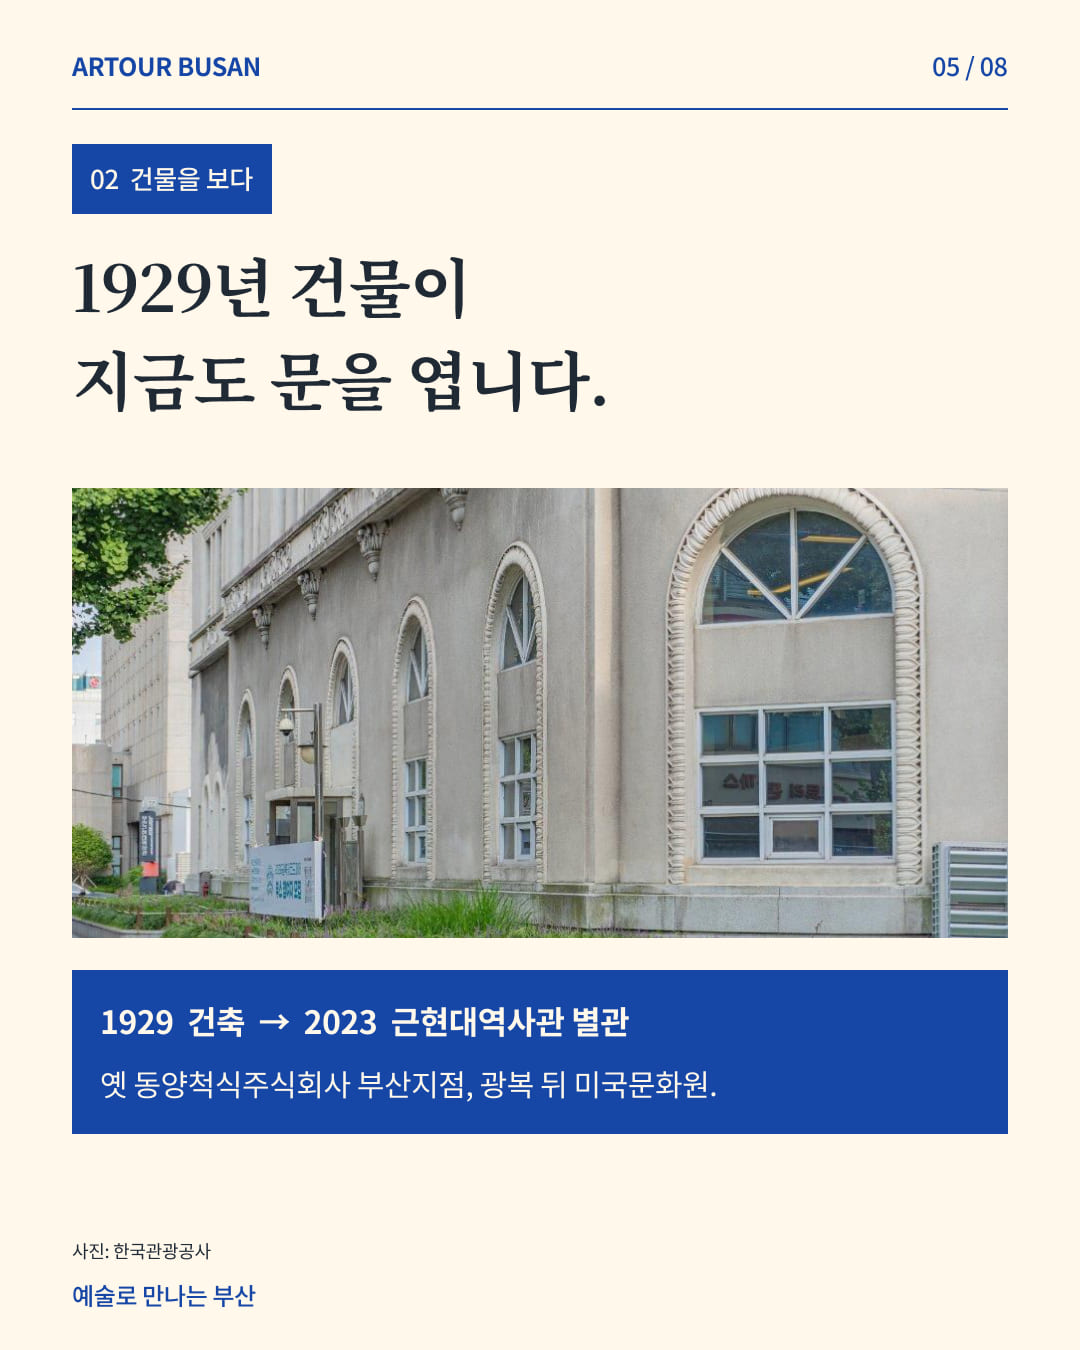 ARTOUR BUSAN
05 / 08
02 건물을 보다
1929년 건물이
지금도 문을 엽니다.
1929 건축 → 2023 근현대역사관 별관
옛 동양척식주식회사 부산지점, 광복 뒤 미국문화원.
사진: 한국관광공사
예술로 만나는 부산